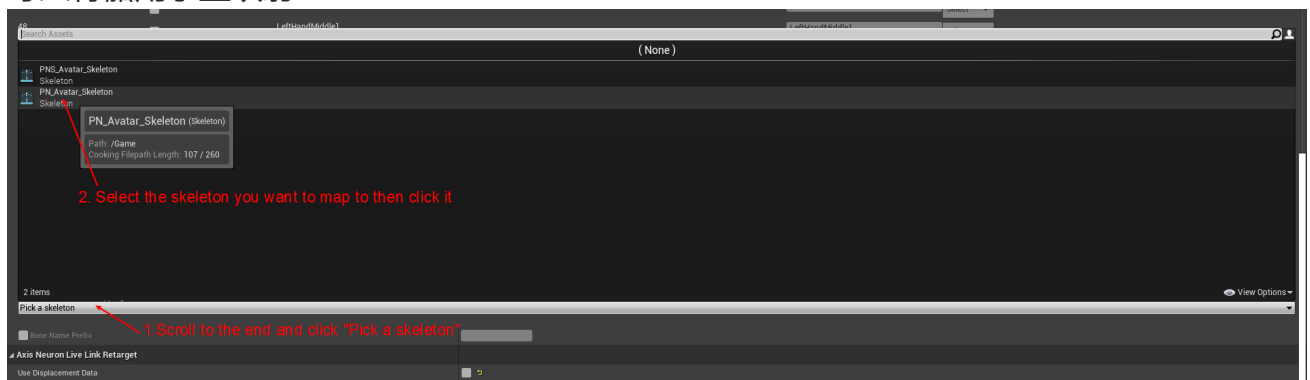 48
LeftHandMiddle1
LeftHandMiddle1
Select
Search Assets
( None )
PNS_Avatar_Skeleton
Skeleton
PN_Avatar_Skeleton
Skeleton
PN_Avatar_Skeleton (Skeleton)
Path: /Game
Cooking Filepath Length: 107 / 260
2. Select the skeleton you want to map to then click it
2 items
View Options
Pick a skeleton
1.Scroll to the end and click "Pick a skeleton"
Bone Name Prefix
Axis Neuron Live Link Retarget
Use Displacement Data